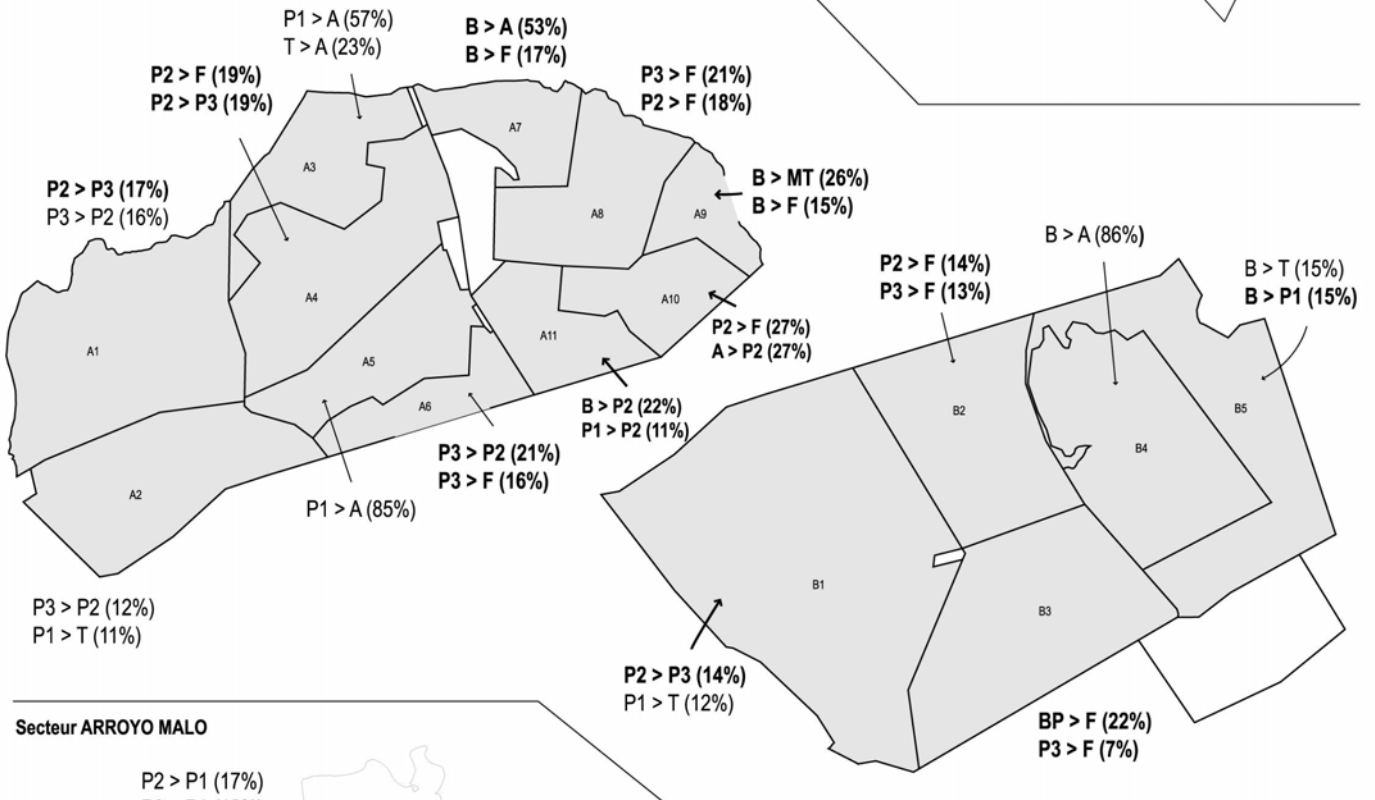 P1 > A (57%)
T > A (23%)
B > A (53%)
B > F (17%)
P2 > F (19%)
P2 > P3 (19%)
P3 > F (21%)
P2 > F (18%)
P2 > P3 (17%)
P3 > P2 (16%)
B > MT (26%)
B > F (15%)
A7
A3
A8
A9
A4
A10
A1
A11
A5
A6
A2
P2 > F (27%)
A > P2 (27%)
B > P2 (22%)
P1 > P2 (11%)
P3 > P2 (21%)
P3 > F (16%)
P1 > A (85%)
P3 > P2 (12%)
P1 > T (11%)
B > A (86%)
P2 > F (14%)
P3 > F (13%)
B > T (15%)
B > P1 (15%)
B2
B5
B4
B1
B3
P2 > P3 (14%)
P1 > T (12%)
BP > F (22%)
P3 > F (7%)
Secteur ARROYO MALO
P2 > P1 (17%)